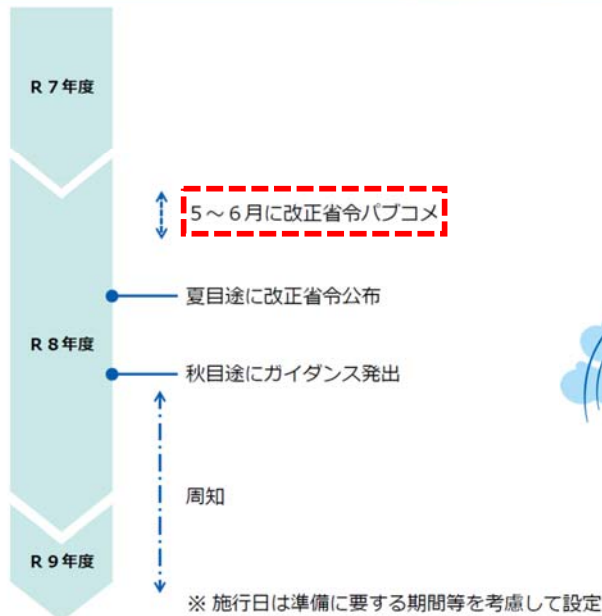 R7年度
5～6月に改正省令パブコメ
夏目途に改正省令公布
R8年度
秋目途にガイダンス発出
周知
R9年度
※ 施行日は準備に要する期間等を考慮して設定